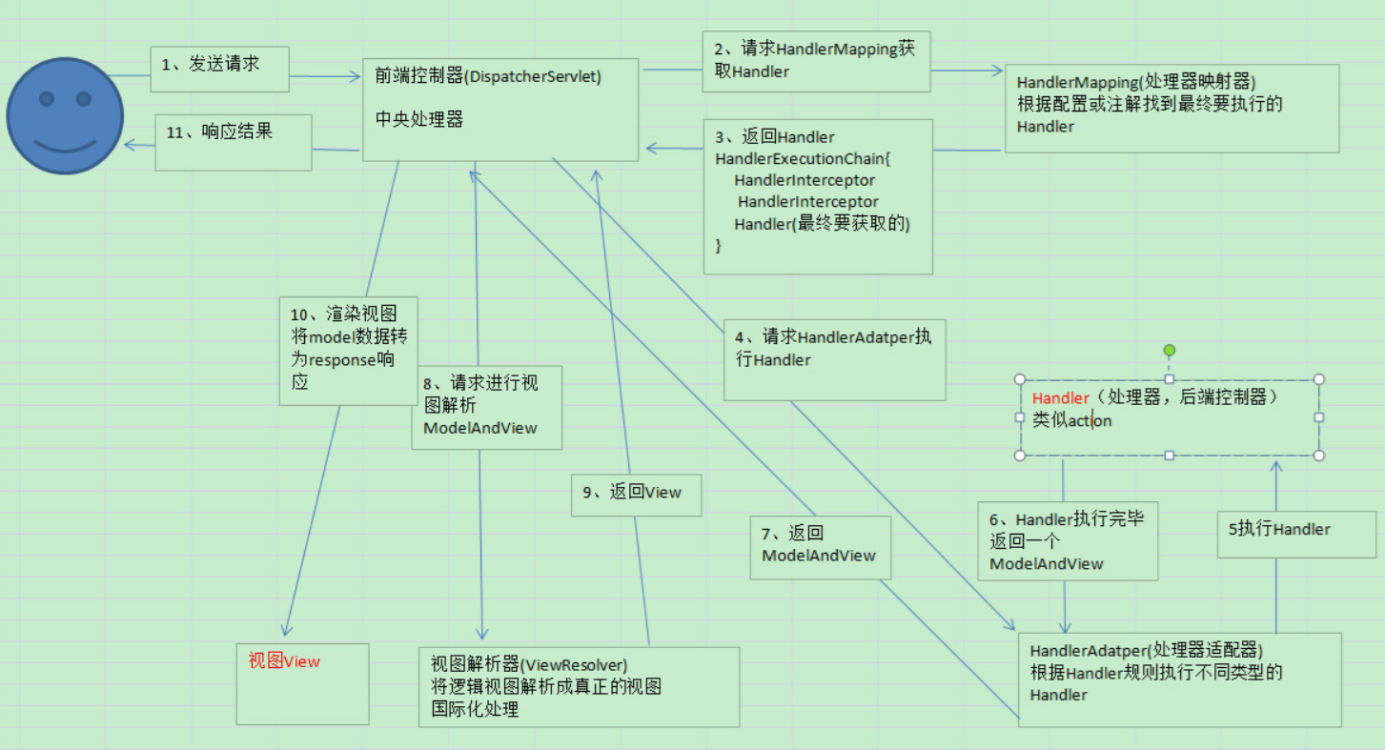 1、发送请求
前端控制器(DispatcherServlet)
中央处理器
2、请求HandlerMapping获
取Handler
HandlerMapping(处理器映射器)
根据配置或注解找到最终要执行的
Handler
11、响应结果
3、返回Handler
HandlerExecutionChain{
HandlerInterceptor
HandlerInterceptor
Handler(最终要获取的)
}
10、渲染视图
将model数据转
为response响
应
8、请求进行视
图解析
ModelAndView
4、请求HandlerAdatper执
行Handler
Handler（处理器，后端控制器）
类似action
9、返回View
7、返回
ModelAndView
6、Handler执行完毕
返回一个
ModelAndView
5执行Handler
视图View
视图解析器(ViewResolver)
将逻辑视图解析成真正的视图
国际化处理
HandlerAdatper(处理器适配器)
根据Handler规则执行不同类型的
Handler